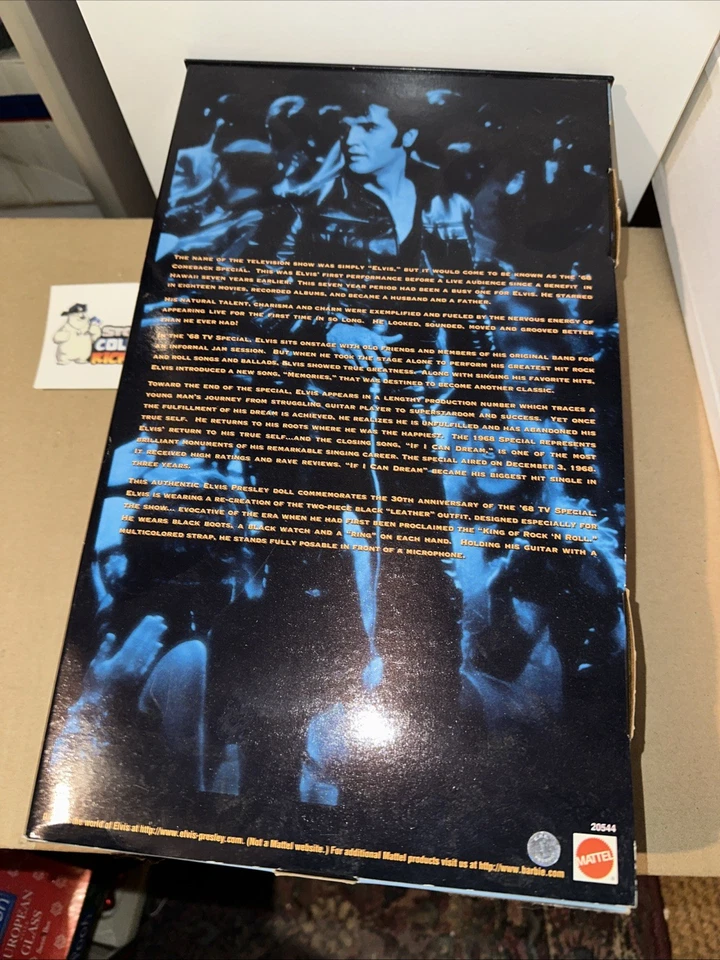 THE NAME OF THE TELEVISION SHOW WAS SIMPLY "ELVIS," BUT IT WOULD COME TO BE KNOWN AS THE '68
COMEBACK SPECIAL. THIS WAS ELVIS' FIRST PERFORMANCE BEFORE A LIVE AUDIENCE SINCE A BENEFIT IN
HAWAII SEVEN YEARS EARLIER. THIS SEVEN YEAR PERIOD HAD BEEN A BUSY ONE FOR ELVIS. HE STARRED
IN EIGHTEEN MOVIES, RECORDED ALBUMS, AND BECAME A HUSBAND AND A FATHER.
HIS NATURAL TALENT, CHARISMA AND CHARM WERE EXEMPLIFIED AND FUELED BY THE NERVOUS ENERGY OF
APPEARING LIVE FOR THE FIRST TIME IN SO LONG. HE LOOKED, SOUNDED, MOVED AND GROOVED BETTER
THAN HE EVER HAD!
IN THE '68 TV SPECIAL, ELVIS SITS ONSTAGE WITH OLD FRIENDS AND MEMBERS OF HIS ORIGINAL BAND FOR
AN INFORMAL JAM SESSION. BUT WHEN HE TOOK THE STAGE ALONE TO PERFORM HIS GREATEST HIT ROCK
AND ROLL SONGS AND BALLADS, ELVIS SHOWED TRUE GREATNESS. ALONG WITH SINGING HIS FAVORITE HITS,
ELVIS INTRODUCED A NEW SONG, "MEMORIES," THAT WAS DESTINED TO BECOME ANOTHER CLASSIC.
TOWARD THE END OF THE SPECIAL, ELVIS APPEARS IN A LENGTHY PRODUCTION NUMBER WHICH TRACES A
YOUNG MAN'S JOURNEY FROM STRUGGLING GUITAR PLAYER TO SUPERSTARDOM AND SUCCESS. YET ONCE
THE FULFILLMENT OF HIS DREAM IS ACHIEVED, HE REALIZES HE IS UNFULFILLED AND HAS ABANDONED HIS
TRUE SELF. HE RETURNS TO HIS ROOTS WHERE HE WAS THE HAPPIEST. THE 1968 SPECIAL REPRESENTS
ELVIS' RETURN TO HIS TRUE SELF...AND THE CLOSING SONG, "IF I CAN DREAM," IS ONE OF THE MOST
BRILLIANT MONUMENTS OF HIS REMARKABLE SINGING CAREER. THE SPECIAL AIRED ON DECEMBER 3, 1968.
IT RECEIVED HIGH RATINGS AND RAVE REVIEWS. "IF I CAN DREAM" BECAME HIS BIGGEST HIT SINGLE IN
THREE YEARS.
THIS AUTHENTIC ELVIS PRESLEY DOLL COMMEMORATES THE 30TH ANNIVERSARY OF THE '68 TV SPECIAL.
ELVIS IS WEARING A RE-CREATION OF THE TWO-PIECE BLACK "LEATHER" OUTFIT, DESIGNED ESPECIALLY FOR
THE SHOW... EVOCATIVE OF THE ERA WHEN HE HAD FIRST BEEN PROCLAIMED THE "KING OF ROCK 'N ROLL."
HE WEARS BLACK BOOTS, A BLACK WATCH AND A "RING" ON EACH HAND. HOLDING HIS GUITAR WITH A
MULTICOLORED STRAP, HE STANDS FULLY POSABLE IN FRONT OF A MICROPHONE.
the world of Elvis at http://www.elvis-presley.com. (Not a Mattel website.) For additional Mattel products visit us at http://www.barbie.com
20544
MATTEL
COL
KICK
EUROPEAN
GLASS